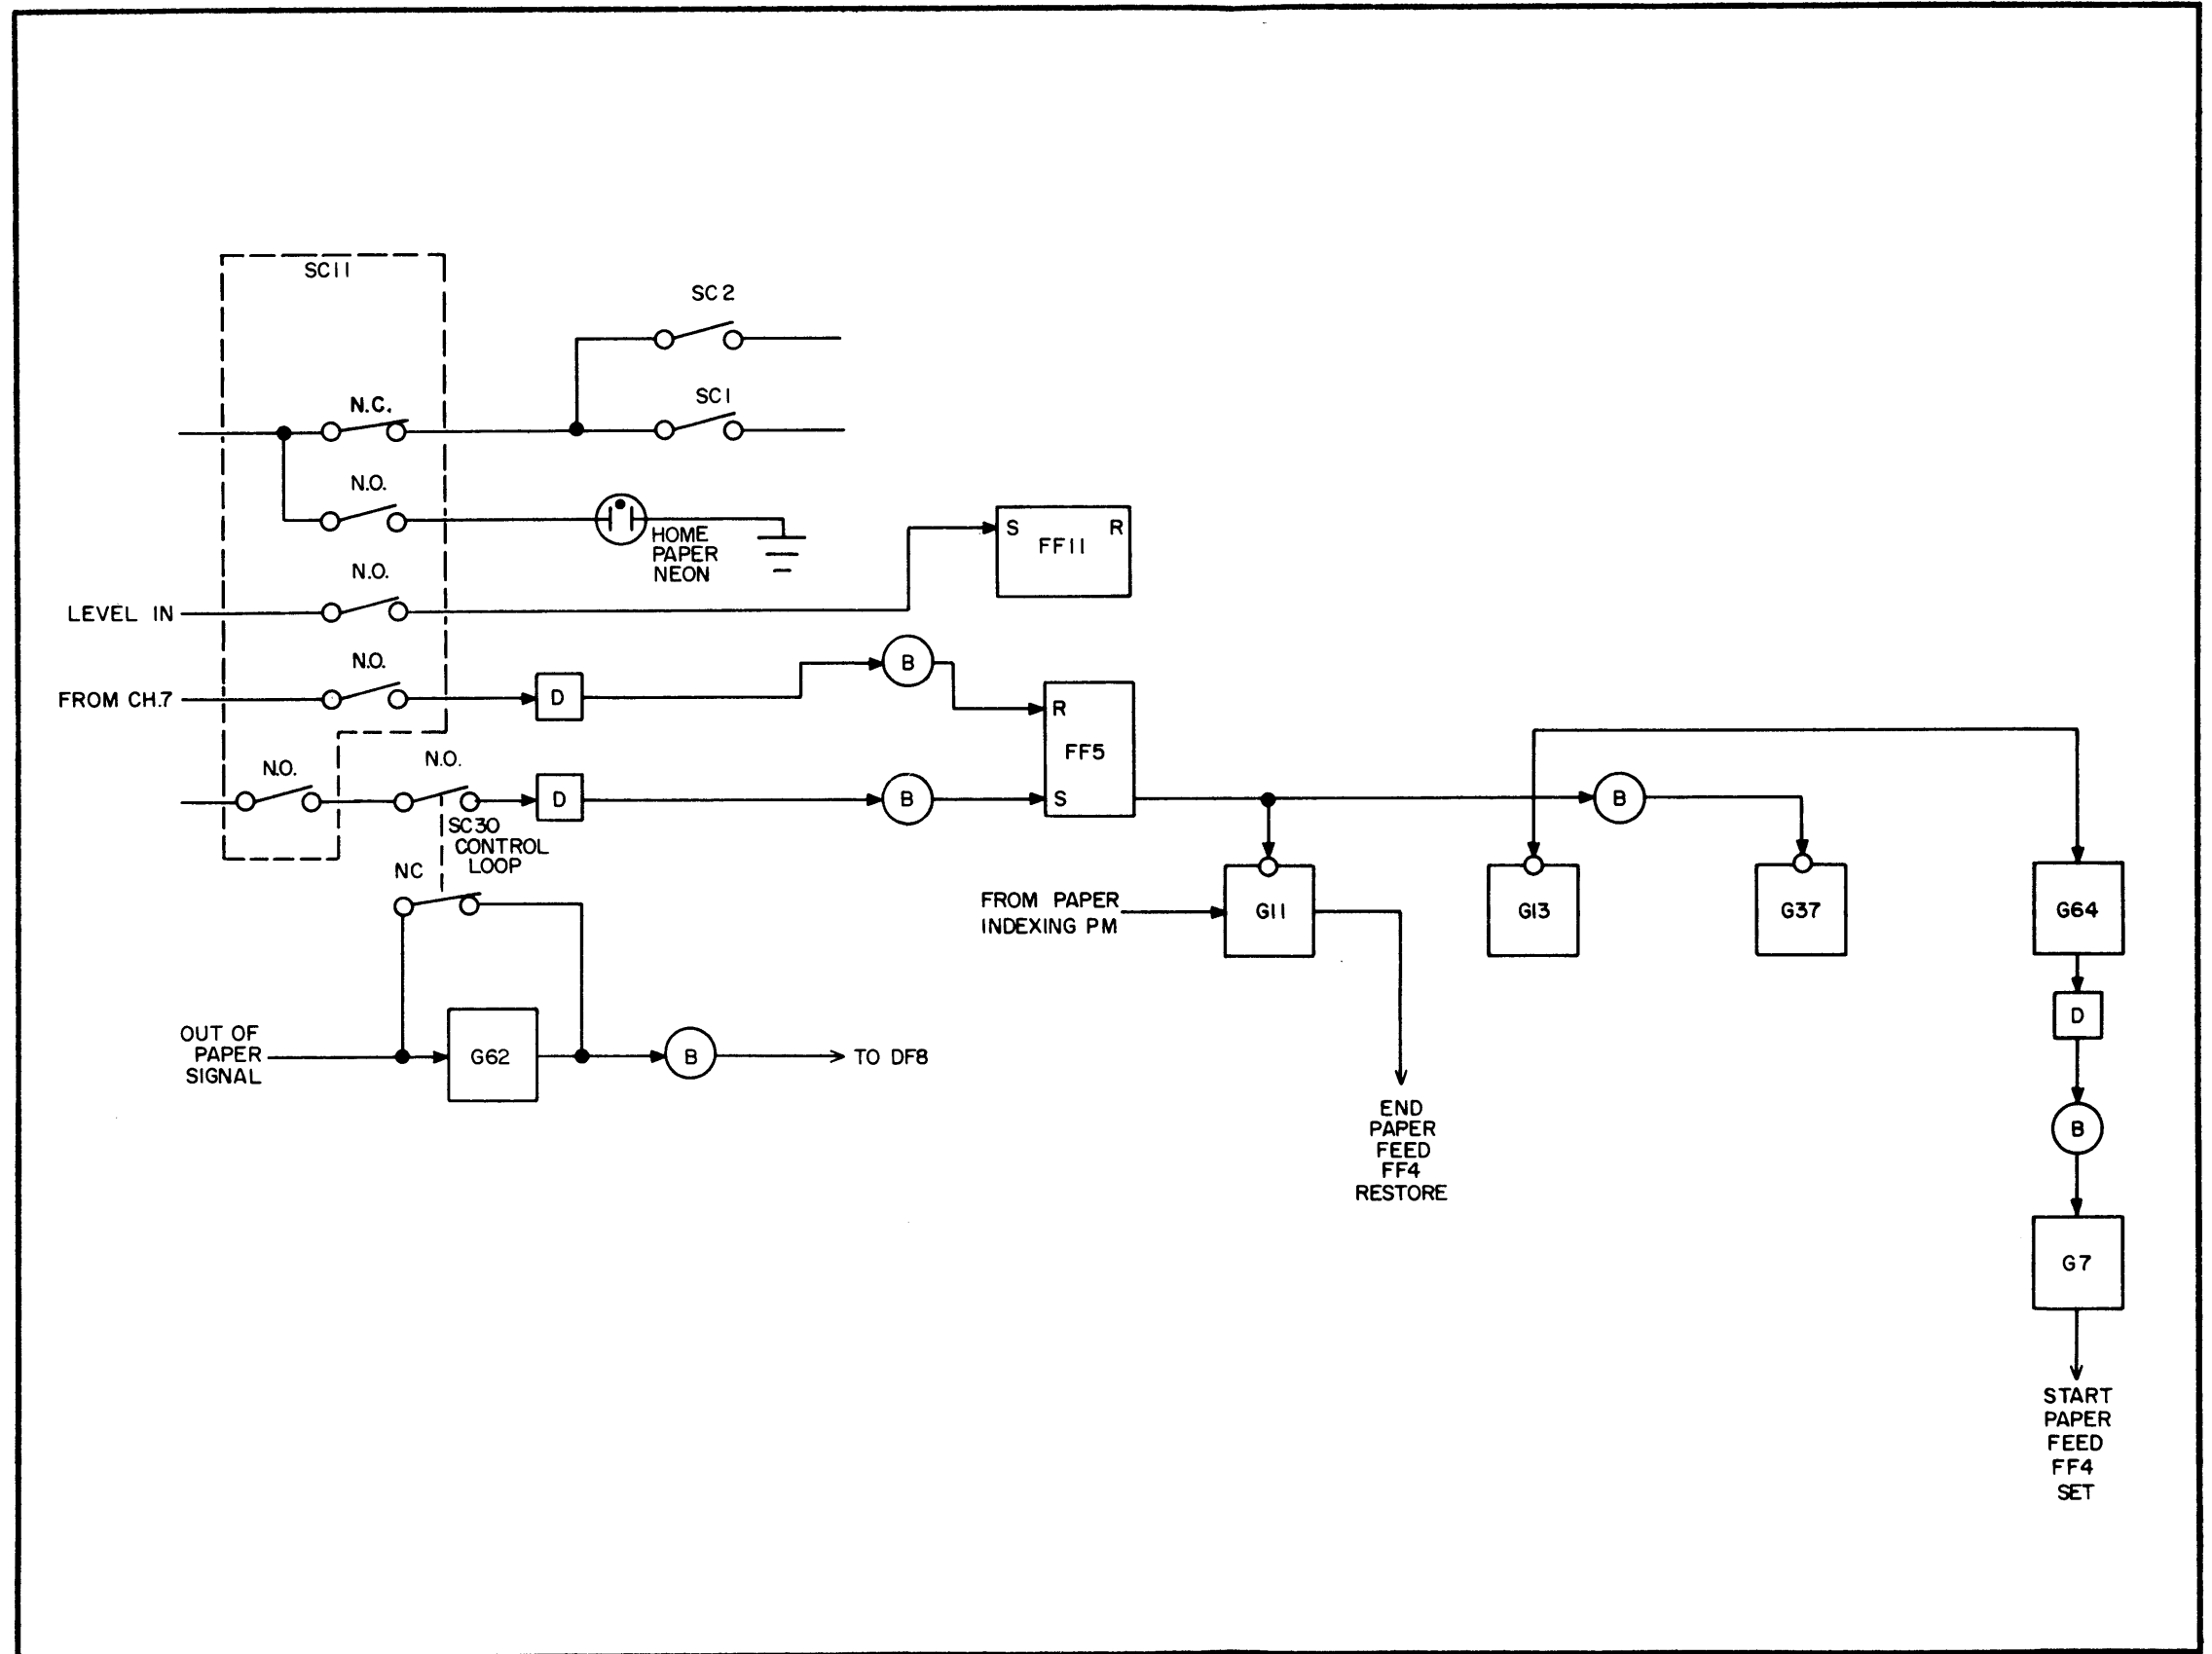 SC11
SC2
N.C.
SC1
N.O.
HOME
PAPER
NEON
S
R
FF11
N.O.
LEVEL IN
N.O.
B
FROM CH.7
D
R
FF5
S
N.O.
N.O.
D
B
B
SC30
CONTROL
LOOP
NC
FROM PAPER
INDEXING PM
G11
G13
G37
G64
D
OUT OF
PAPER
SIGNAL
G62
B
TO DF8
END
PAPER
FEED
FF4
RESTORE
B
G7
START
PAPER
FEED
FF4
SET